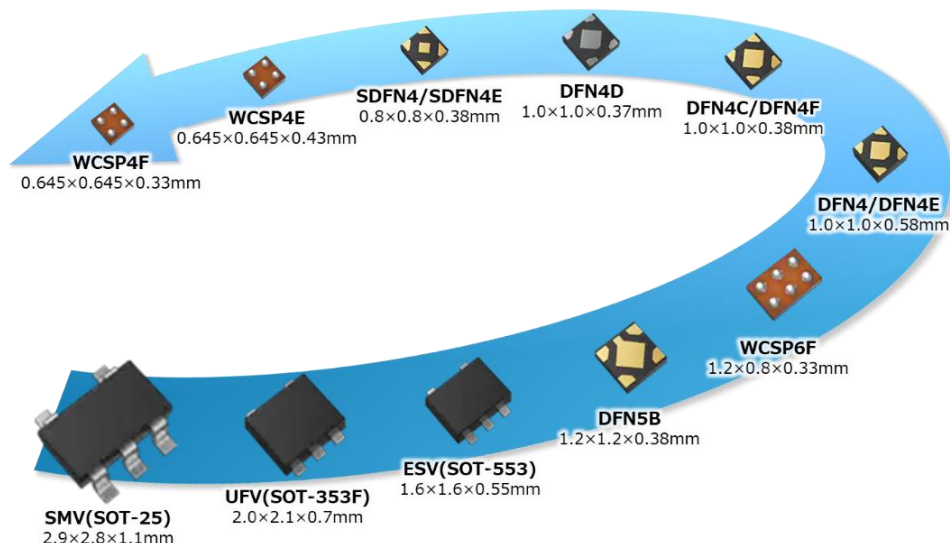 SDFN4/SDFN4E
0.8×0.8×0.38mm
DFN4D
1.0×1.0×0.37mm
DFN4C/DFN4F
1.0×1.0×0.38mm
WCSP4E
0.645×0.645×0.43mm
WCSP4F
0.645×0.645×0.33mm
DFN4/DFN4E
1.0×1.0×0.58mm
WCSP6F
1.2×0.8×0.33mm
DFN5B
1.2×1.2×0.38mm
ESV(SOT-553)
1.6×1.6×0.55mm
UFV(SOT-353F)
2.0×2.1×0.7mm
SMV(SOT-25)
2.9×2.8×1.1mm